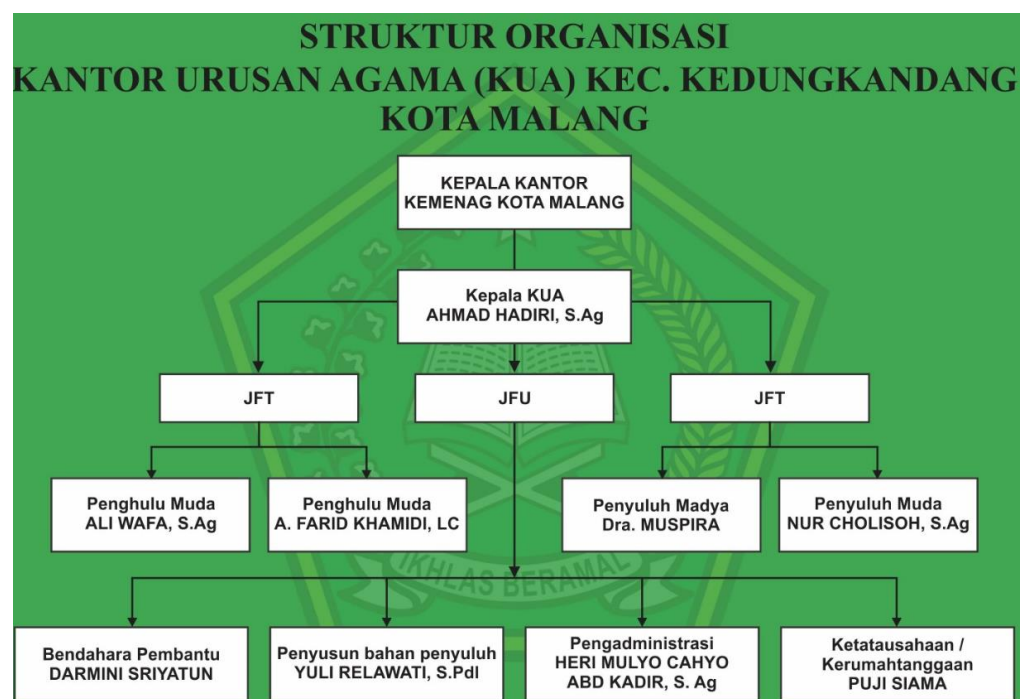 STRUKTUR ORGANISASI
KANTOR URUSAN AGAMA (KUA) KEC. KEDUNGKANDANG
KOTA MALANG
KEPALA KANTOR
KEMENAG KOTA MALANG
Kepala KUA
AHMAD HADIRI, S.Ag
JFT
JFU
JFT
Penghulu Muda
ALI WAFA, S.Ag
Penghulu Muda
A. FARID KHAMIDI, LC
Penyuluh Madya
Dra. MUSPIRA
Penyuluh Muda
NUR CHOLISOH, S.Ag
IKHLAS BERAMAL
Bendahara Pembantu
DARMINI SRIYATUN
Penyusun bahan penyuluh
YULI RELAWATI, S.PdI
Pengadministrasi
HERI MULYO CAHYO
ABD KADIR, S. Ag
Ketatausahaan /
Kerumahtanggaan
PUJI SIAMA